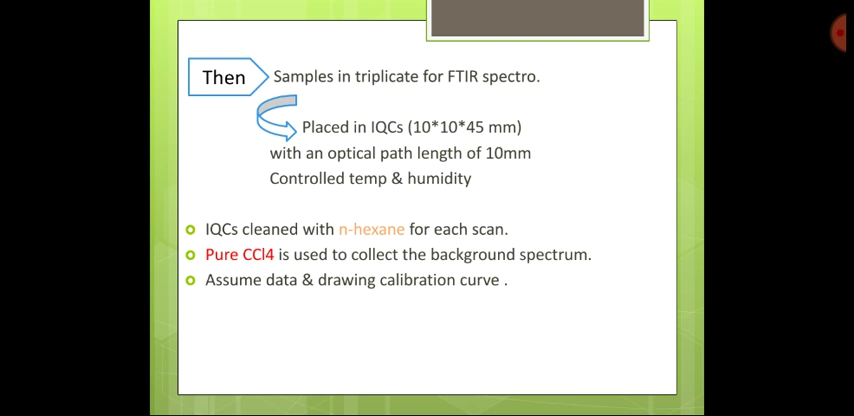 Then
Samples in triplicate for FTIR spectro.
Placed in IQCs (10*10*45 mm)
with an optical path length of 10mm
Controlled temp & humidity
IQCs cleaned with n-hexane for each scan.
Pure CCl4 is used to collect the background spectrum.
Assume data & drawing calibration curve .